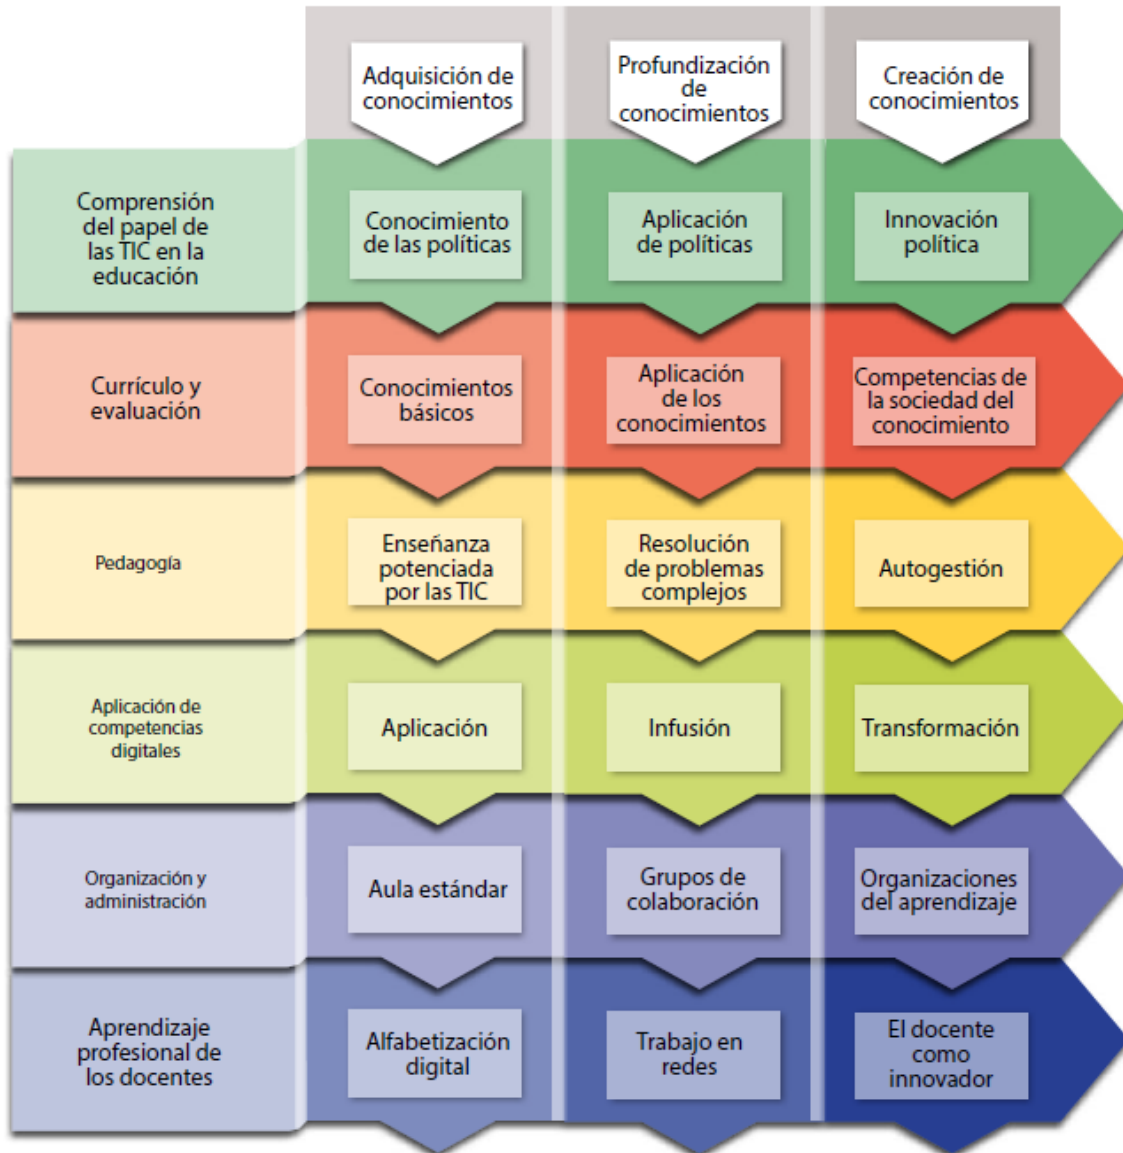 Adquisición de
conocimientos
Profundización
de
conocimientos
Creación de
conocimientos
Comprensión
del papel de
las TIC en la
educación
Conocimiento
de las políticas
Aplicación
de políticas
Innovación
política
Currículo y
evaluación
Conocimientos
básicos
Aplicación
de los
conocimientos
Competencias de
la sociedad del
conocimiento
Pedagogía
Enseñanza
potenciada
por las TIC
Resolución
de problemas
complejos
Autogestión
Aplicación de
competencias
digitales
Aplicación
Infusión
Transformación
Organización y
administración
Aula estándar
Grupos de
colaboración
Organizaciones
del aprendizaje
Aprendizaje
profesional de
los docentes
Alfabetización
digital
Trabajo en
redes
El docente
como
innovador